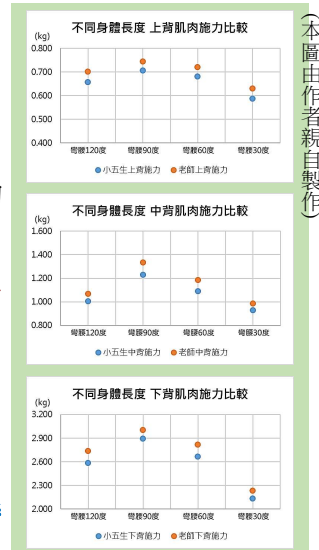 (本圖由作者親自製作)
不同身體長度 上背肌肉施力比較
(kg)
0.800
0.700
0.600
0.500
0.400
彎腰120度 彎腰90度 彎腰60度 彎腰30度
小五生上背施力 老師上背施力
不同身體長度 中背肌肉施力比較
(kg)
1.600
1.400
1.200
1.000
0.800
彎腰120度 彎腰90度 彎腰60度 彎腰30度
小五生中背施力 老師中背施力
不同身體長度 下背肌肉施力比較
(kg)
3.200
2.900
2.600
2.300
2.000
彎腰120度 彎腰90度 彎腰60度 彎腰30度
小五生下背施力 老師下背施力